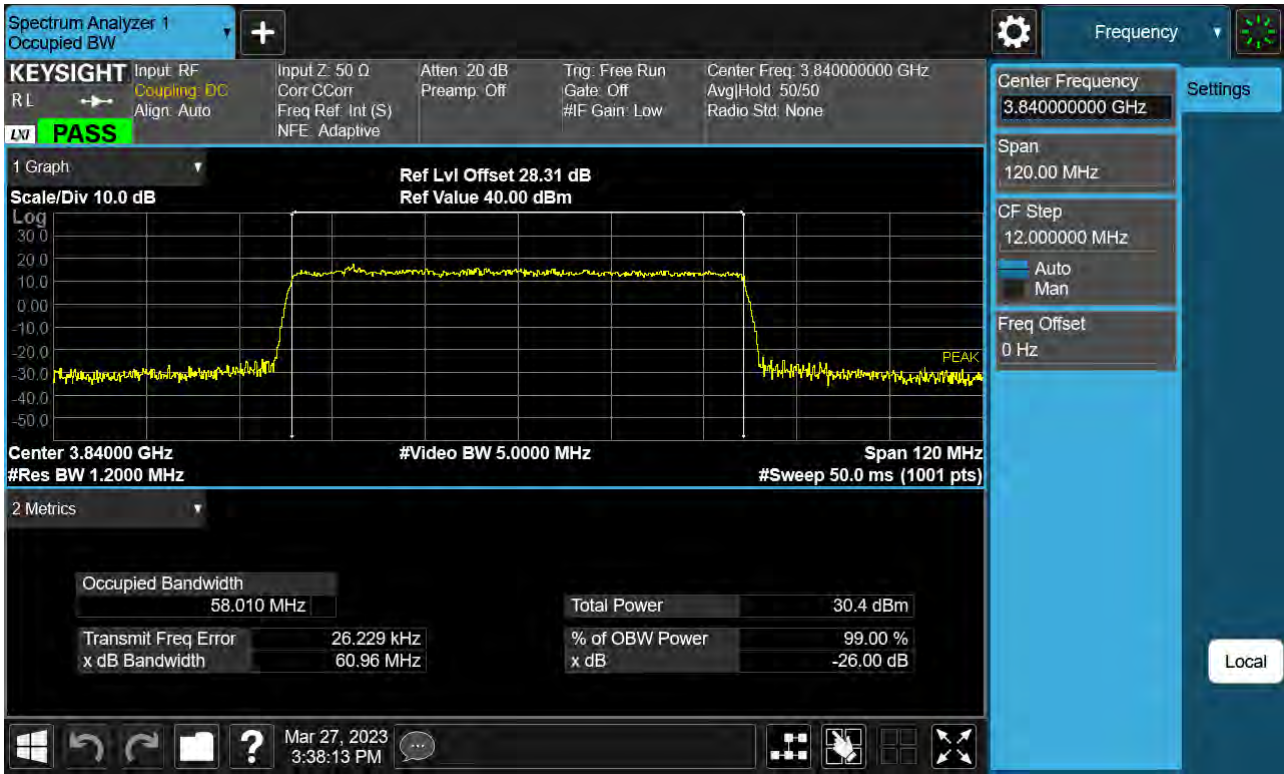 Spectrum Analyzer 1
Occupied BW
Frequency
KEYSIGHT
RL
LXI
PASS
Input: RF
Coupling: DC
Align: Auto
Input Z: 50 Ω
Corr CCorr
Freq Ref: Int (S)
NFE: Adaptive
Atten: 20 dB
Preamp: Off
Trig: Free Run
Gate: Off
#IF Gain: Low
Center Freq: 3.840000000 GHz
Avg|Hold: 50/50
Radio Std: None
Center Frequency
3.840000000 GHz
Settings
Span
120.00 MHz
CF Step
12.000000 MHz
Auto
Man
Freq Offset
0 Hz
Local
1 Graph
Scale/Div 10.0 dB
Ref Lvl Offset 28.31 dB
Ref Value 40.00 dBm
Log
30.0
20.0
10.0
0.00
-10.0
-20.0
-30.0
-40.0
-50.0
PEAK
Center 3.84000 GHz
#Video BW 5.0000 MHz
Span 120 MHz
#Res BW 1.2000 MHz
#Sweep 50.0 ms (1001 pts)
2 Metrics
Occupied Bandwidth
58.010 MHz
Total Power 30.4 dBm
Transmit Freq Error 26.229 kHz
% of OBW Power 99.00 %
x dB Bandwidth 60.96 MHz
x dB -26.00 dB
Mar 27, 2023
3:38:13 PM